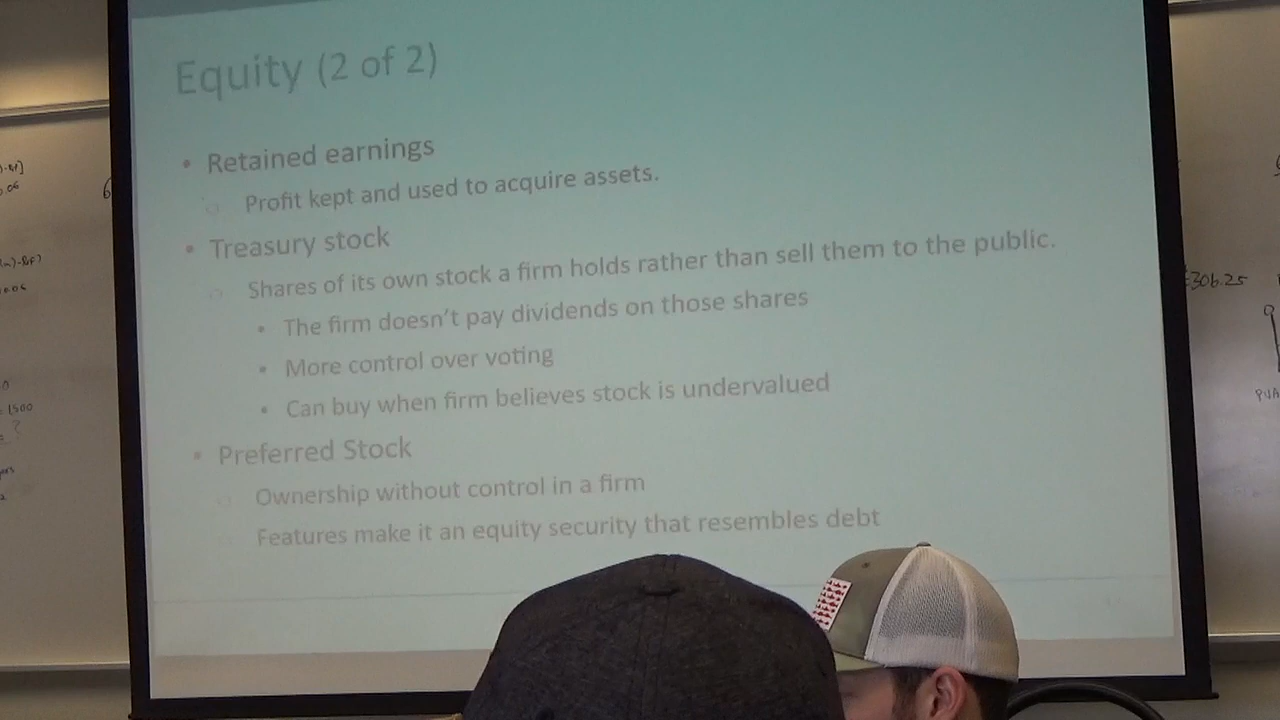 Equity (2 of 2)
• Retained earnings
○ Profit kept and used to acquire assets.
• Treasury stock
○ Shares of its own stock a firm holds rather than sell them to the public.
• The firm doesn't pay dividends on those shares
• More control over voting
• Can buy when firm believes stock is undervalued
• Preferred Stock
○ Ownership without control in a firm
○ Features make it an equity security that resembles debt
306.25
= 1500
= ?